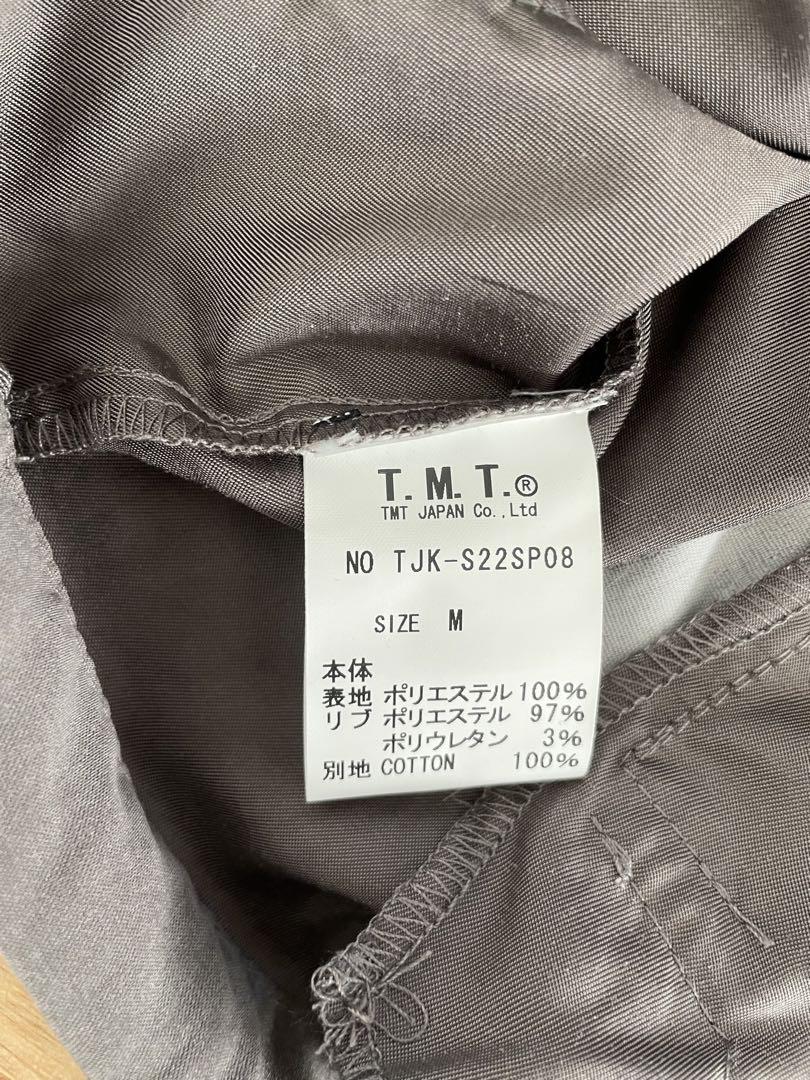 T.M.T.®
TMT JAPAN Co.,Ltd
NO TJK-S22SP08
SIZE M
本体
表地 ポリエステル 100%
リブ ポリエステル 97%
ポリウレタン 3%
別地 COTTON 100%